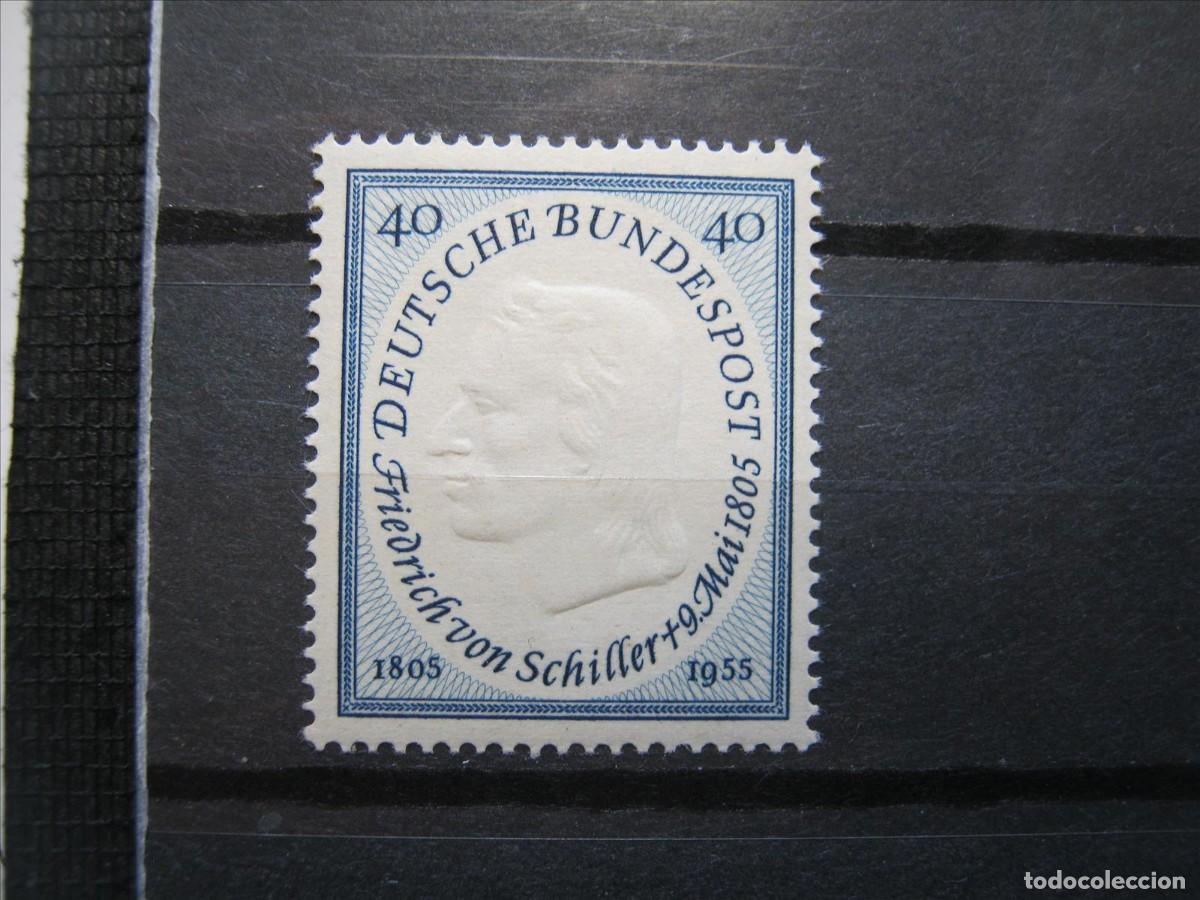 40
40
DEUTSCHE BUNDESPOST
Friedrich von Schiller + 9. Mai 1805
1805
1955
todocoleccion